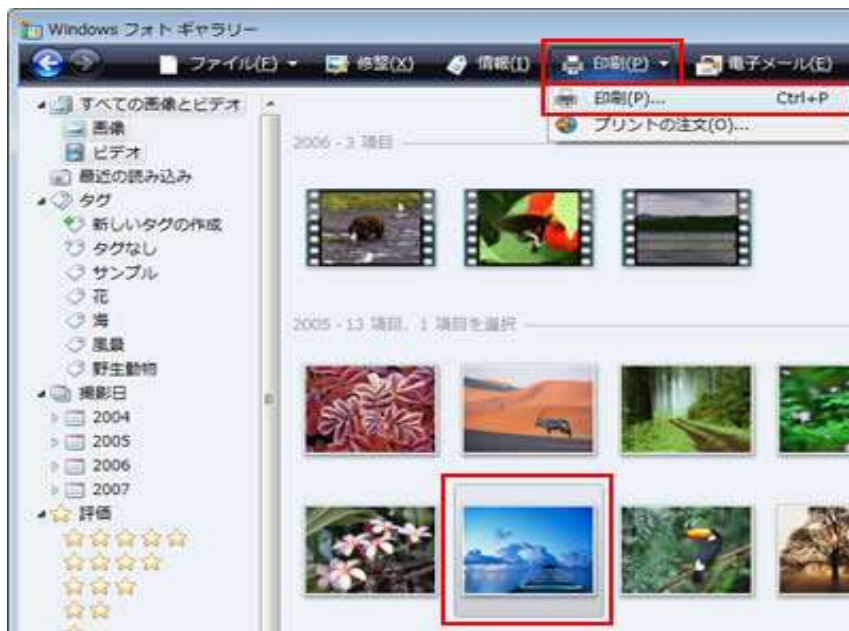 Windows フォト ギャラリー
ファイル(F) 修整(X) 情報(I) 印刷(P) 電子メール(E)
印刷(P)... Ctrl+P
プリントの注文(O)...
すべての画像とビデオ
画像
ビデオ
最近の読み込み
タグ
新しいタグの作成
タグなし
サンプル
花
海
風景
野生動物
撮影日
2004
2005
2006
2007
評価
2006 - 3 項目
2005 - 13 項目、1 項目を選択